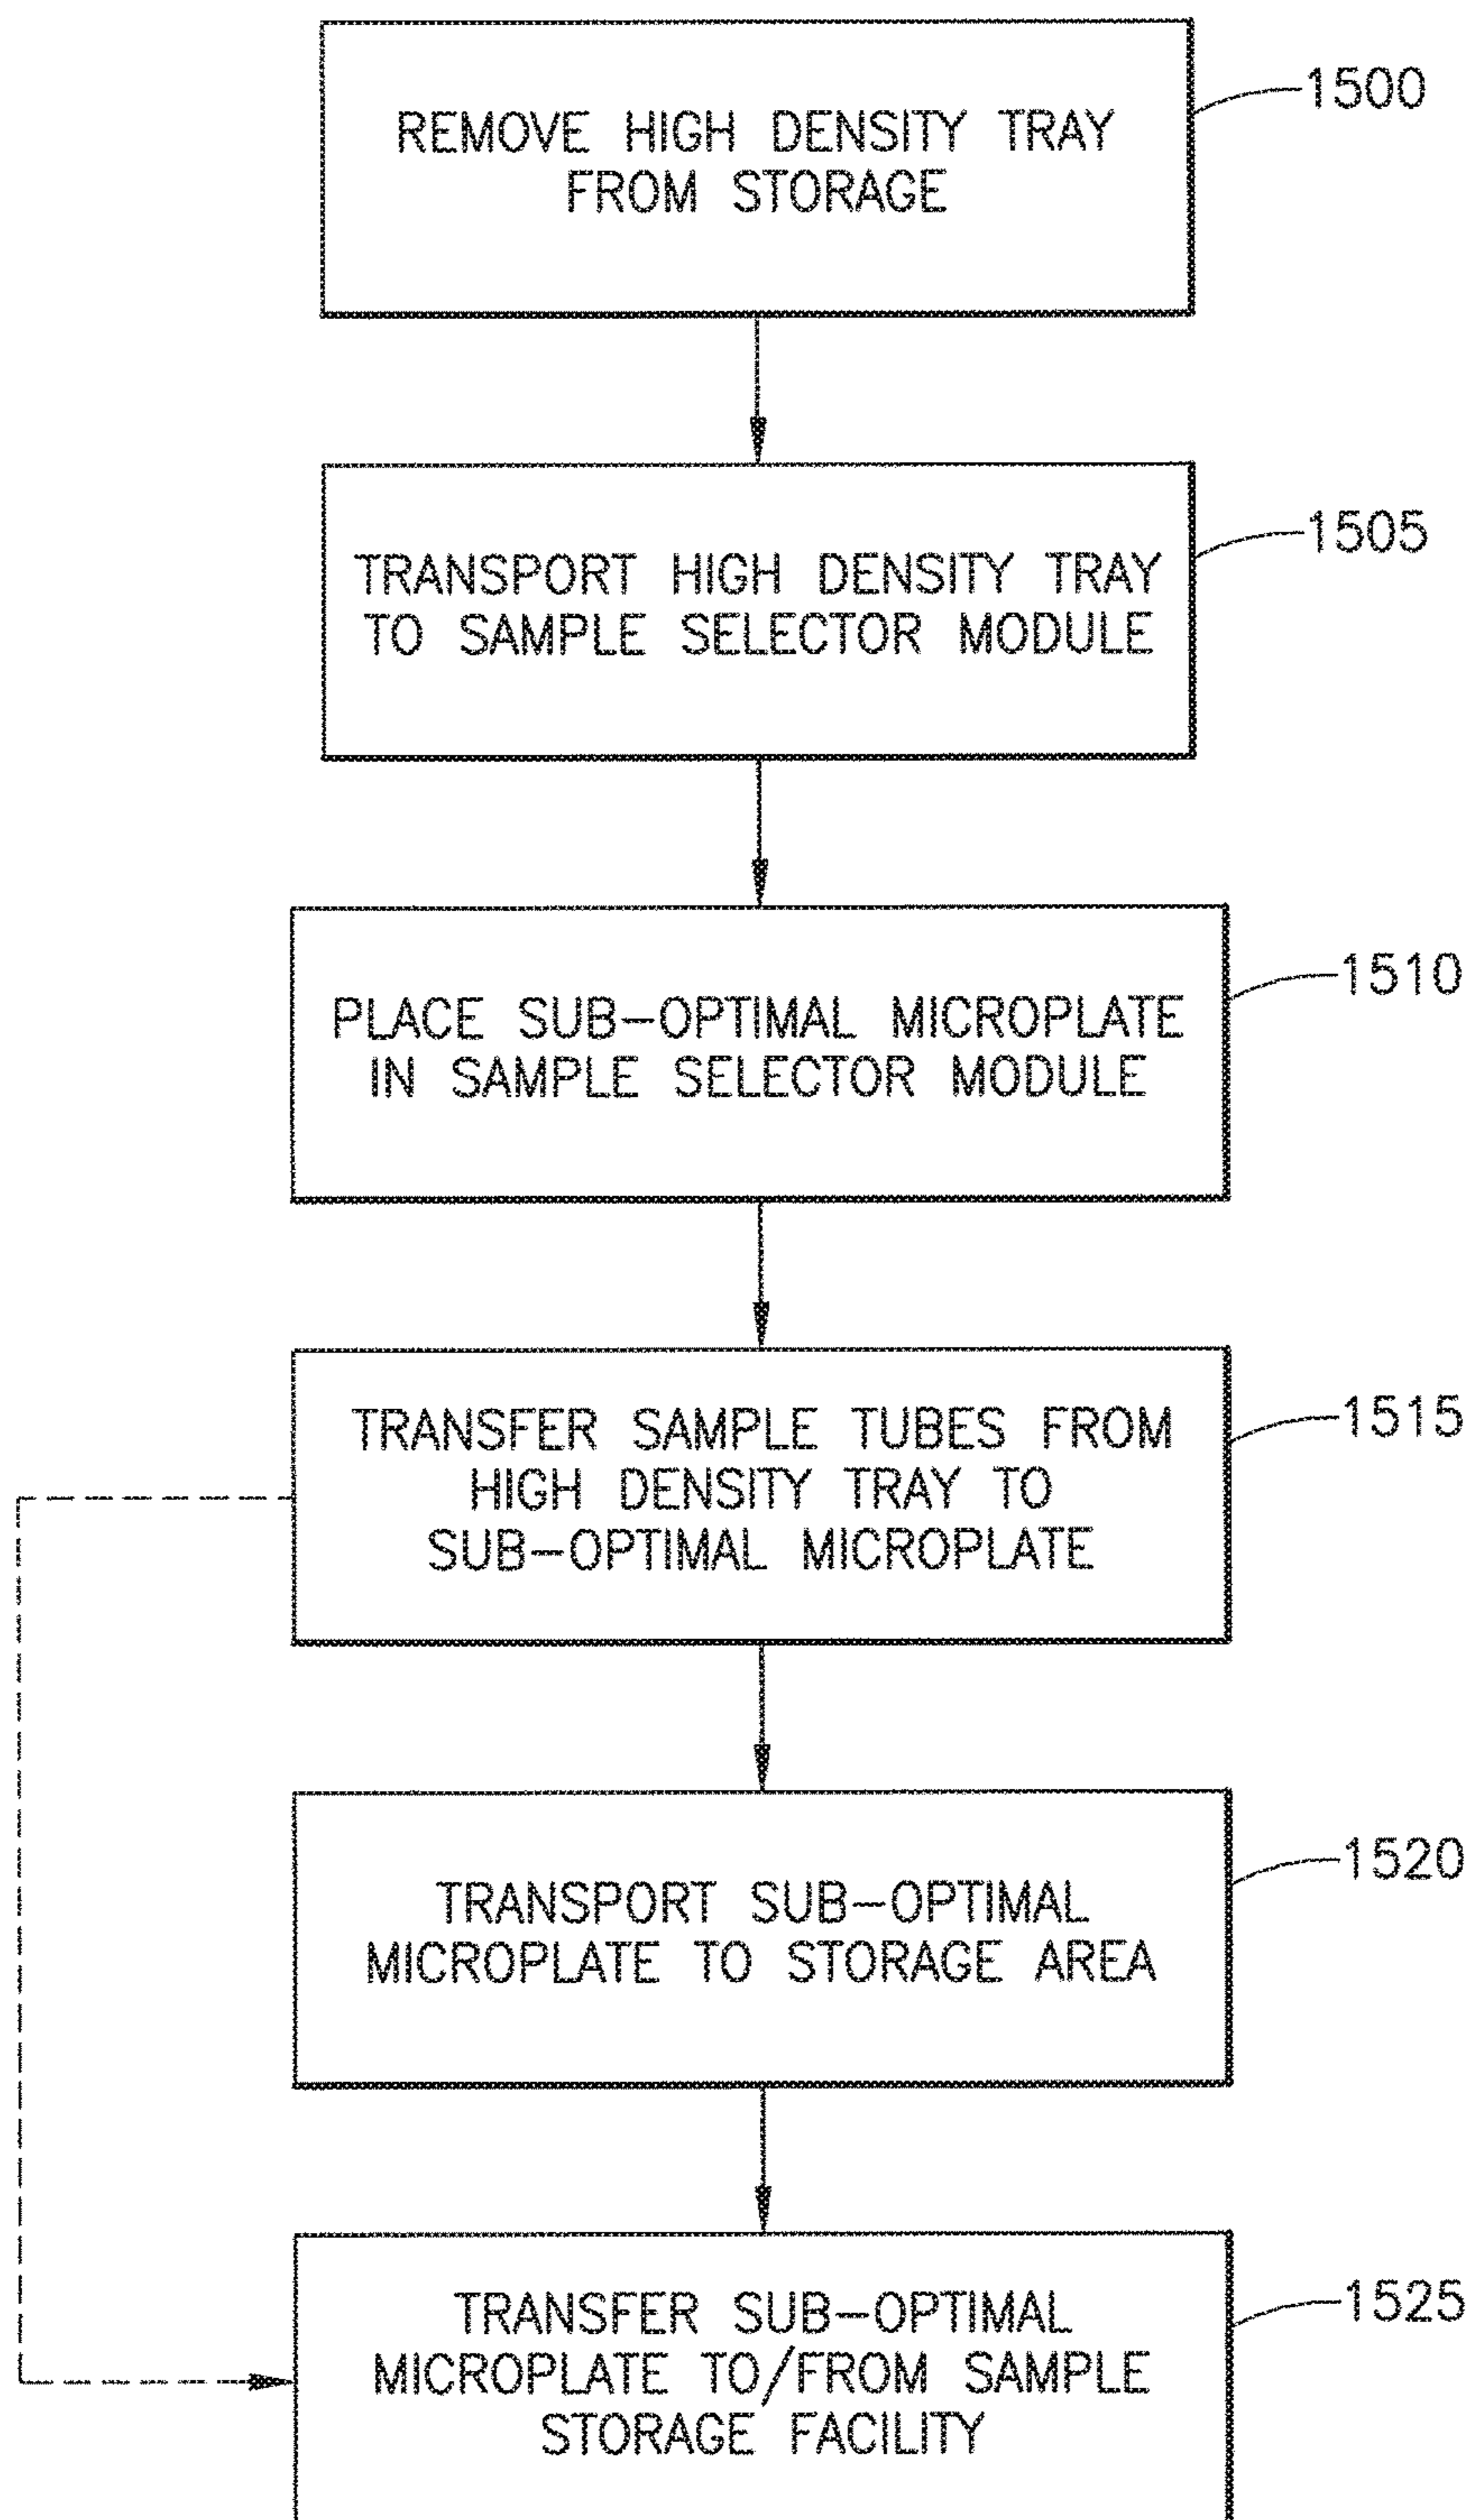 REMOVE HIGH DENSITY TRAY
FROM STORAGE
1500
TRANSPORT HIGH DENSITY TRAY
TO SAMPLE SELECTOR MODULE
1505
PLACE SUB-OPTIMAL MICROPLATE
IN SAMPLE SELECTOR MODULE
1510
TRANSFER SAMPLE TUBES FROM
HIGH DENSITY TRAY TO
SUB-OPTIMAL MICROPLATE
1515
TRANSPORT SUB-OPTIMAL
MICROPLATE TO STORAGE AREA
1520
TRANSFER SUB-OPTIMAL
MICROPLATE TO/FROM SAMPLE
STORAGE FACILITY
1525